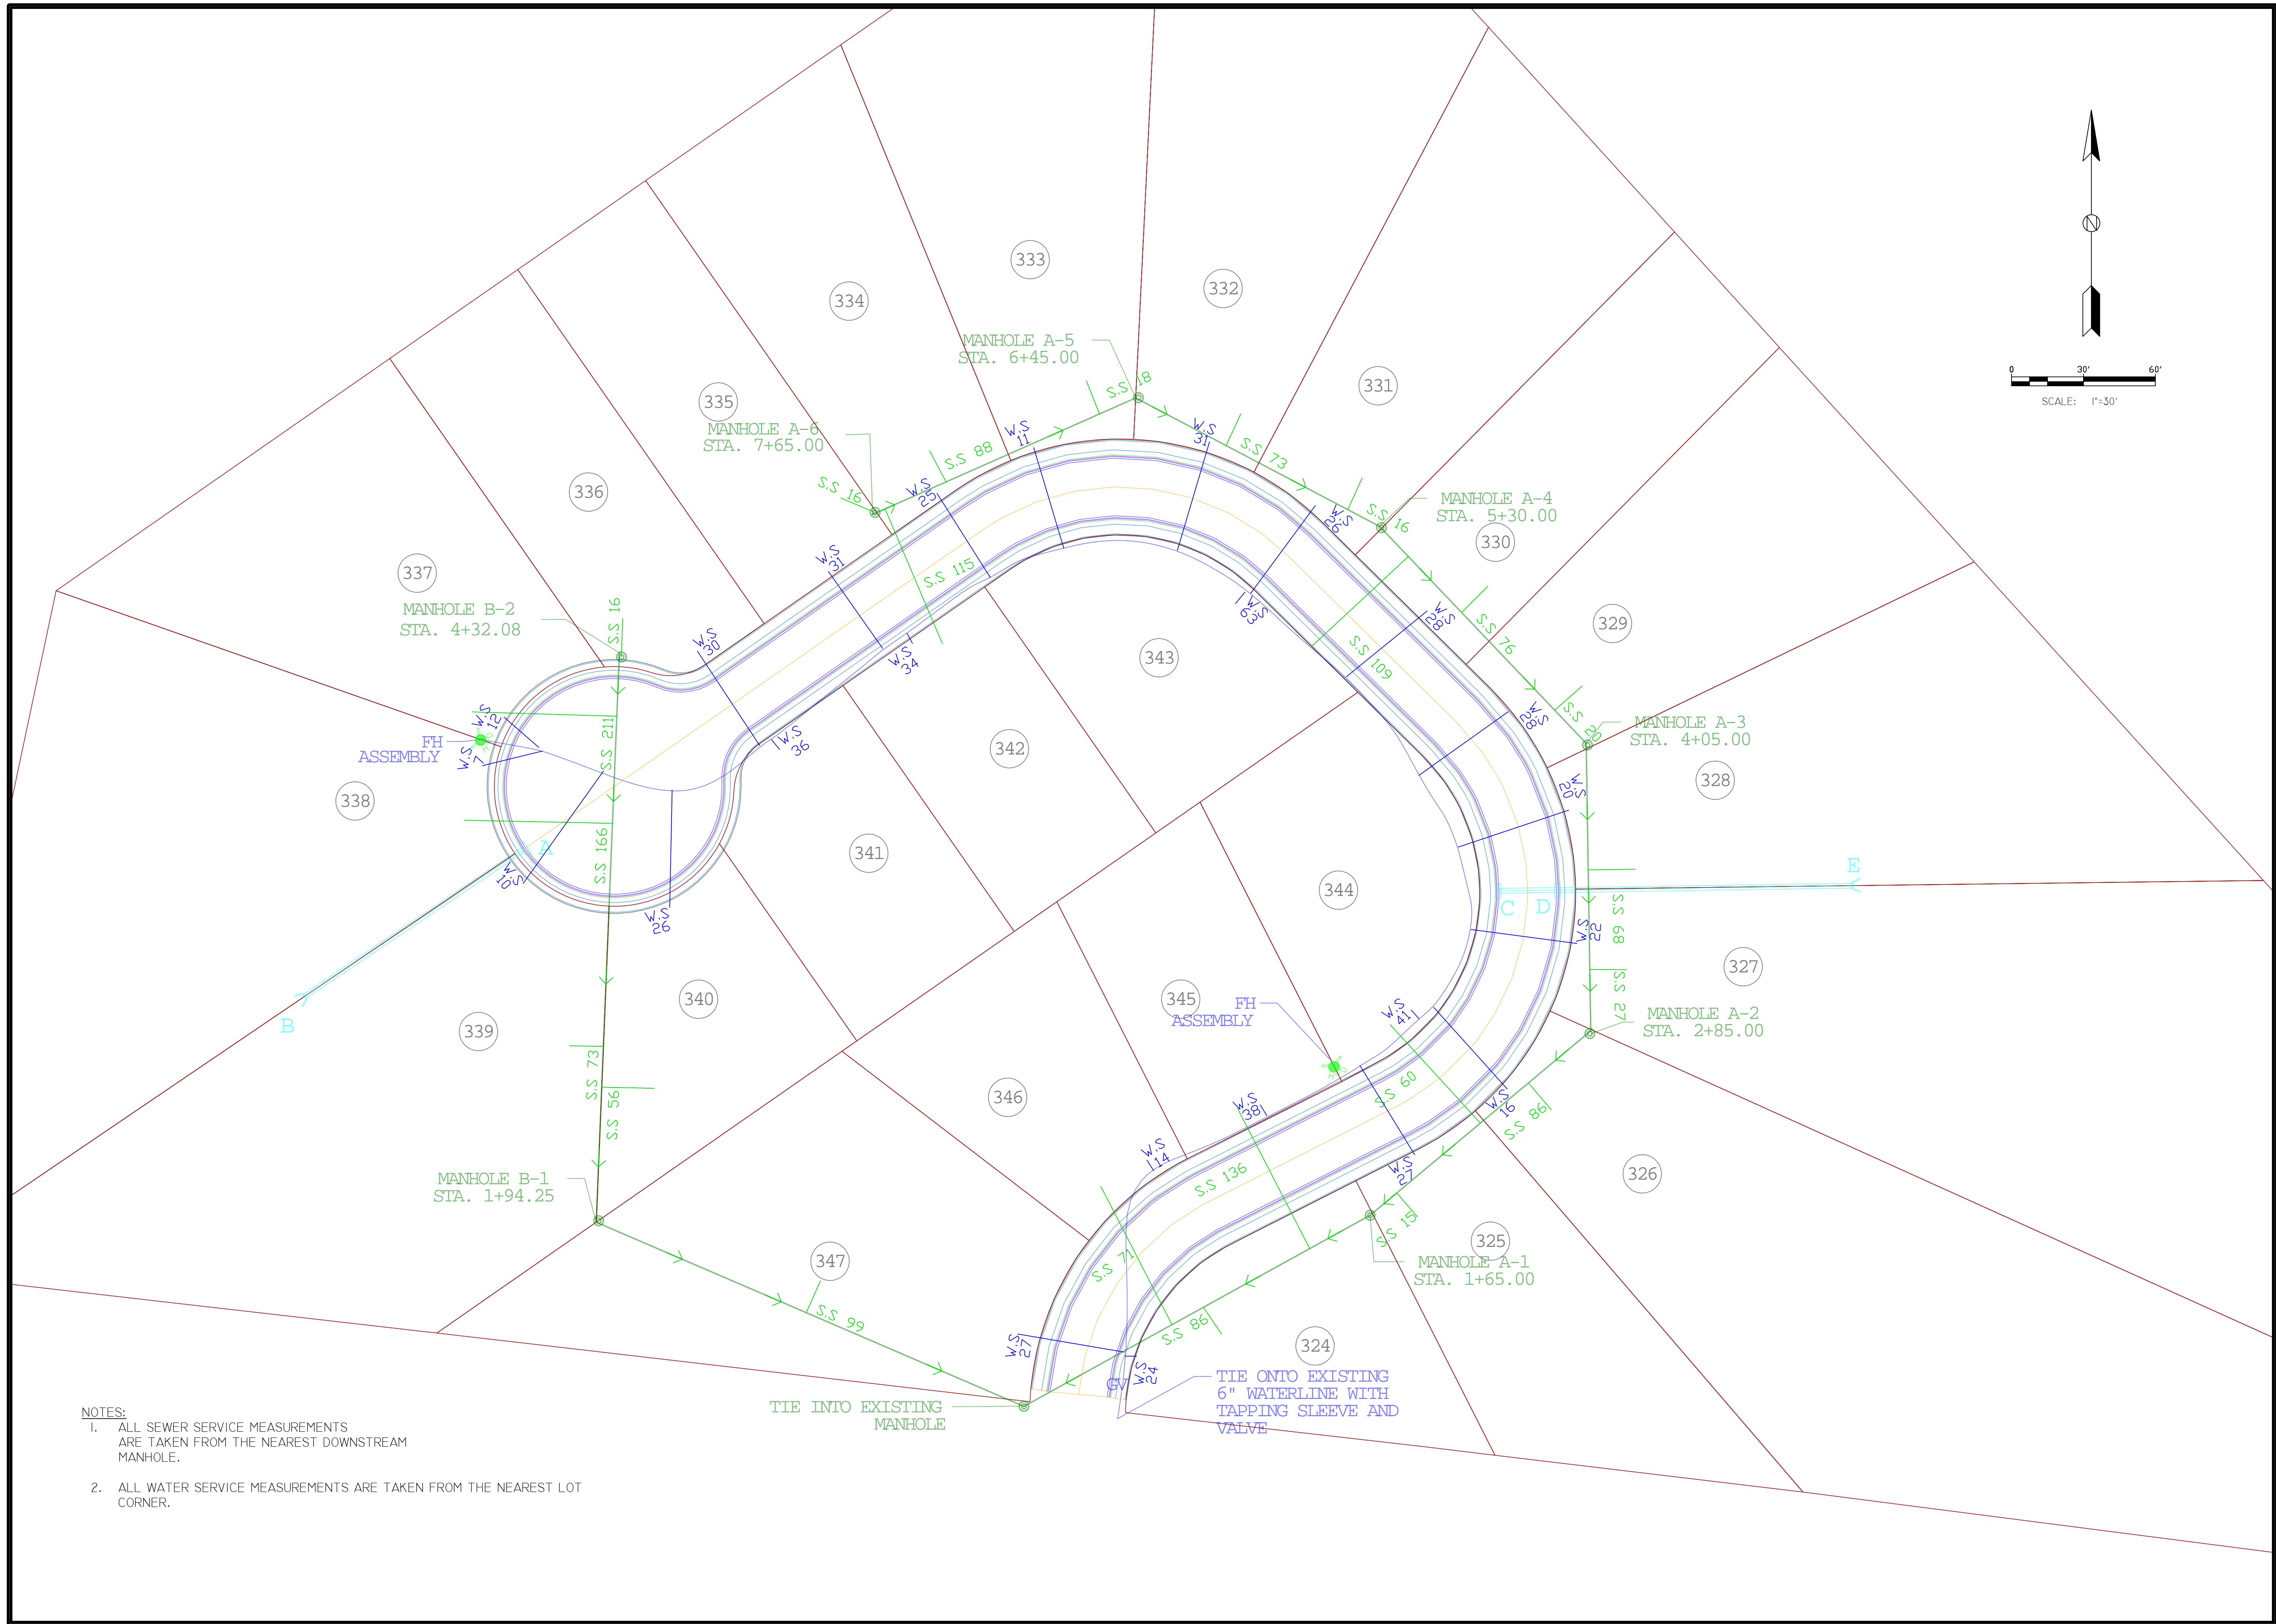 333
332
334
MANHOLE A-5
STA. 6+45.00
S.S 18
331
335
MANHOLE A-6
STA. 7+65.00
W.S
11
W.S
31
S.S 88
S.S 73
336
S.S 16
W.S
25
MANHOLE A-4
STA. 5+30.00
S.S 16
W.S
26
330
337
W.S
31
S.S 115
MANHOLE B-2
STA. 4+32.08
S.S 16
W.S
30
W.S
34
W.S
63
W.S
28
S.S 76
329
343
S.S 109
W.S
12
W.S
7
FH
ASSEMBLY
S.S 211
W.S
36
342
W.S
28
S.S 20
MANHOLE A-3
STA. 4+05.00
338
W.S
20
328
A
S.S 166
341
W.S
10
W.S
26
344
C
D
E
S.S 68
W.S
22
327
B
339
340
345
FH
ASSEMBLY
W.S
41
S.S 27
MANHOLE A-2
STA. 2+85.00
S.S 73
S.S 56
346
W.S
38
S.S 60
W.S
16
S.S 86
MANHOLE B-1
STA. 1+94.25
W.S
114
S.S 136
W.S
27
326
S.S 15
325
347
S.S 71
MANHOLE A-1
STA. 1+65.00
S.S 99
S.S 86
W.S
27
W.S
24
324
GV
TIE ONTO EXISTING
6" WATERLINE WITH
TAPPING SLEEVE AND
VALVE
TIE INTO EXISTING
MANHOLE
N
0 30' 60'
SCALE: 1"=30'
NOTES:
1. ALL SEWER SERVICE MEASUREMENTS
ARE TAKEN FROM THE NEAREST DOWNSTREAM
MANHOLE.
2. ALL WATER SERVICE MEASUREMENTS ARE TAKEN FROM THE NEAREST LOT
CORNER.